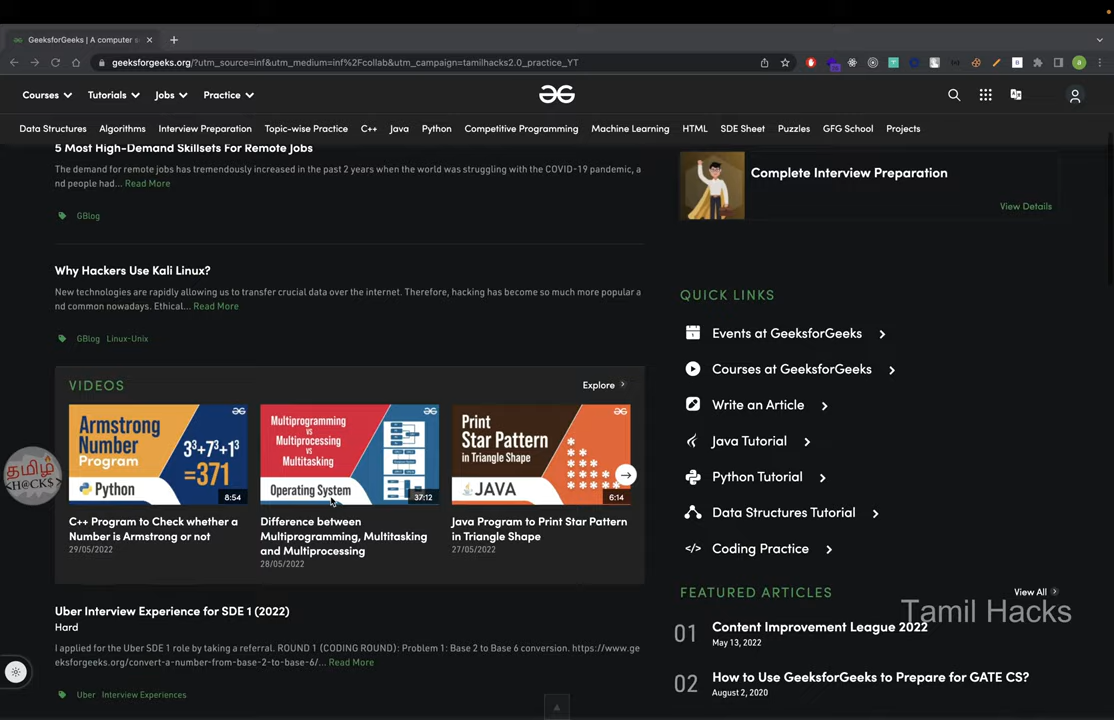 GeeksforGeeks | A computer s
geeksforgeeks.org/?utm_source=inf&utm_medium=inf%2Fcollab&utm_campaign=tamilhacks2.0_practice_YT
Courses
Tutorials
Jobs
Practice
Data Structures
Algorithms
Interview Preparation
Topic-wise Practice
C++
Java
Python
Competitive Programming
Machine Learning
HTML
SDE Sheet
Puzzles
GFG School
Projects
5 Most High-Demand Skillsets For Remote Jobs
The demand for remote jobs has tremendously increased in the past 2 years when the world was struggling with the COVID-19 pandemic, a
nd people had... Read More
GBlog
Why Hackers Use Kali Linux?
New technologies are rapidly allowing us to transfer crucial data over the internet. Therefore, hacking has become so much more popular a
nd common nowadays. Ethical... Read More
GBlog Linux-Unix
VIDEOS
Explore
Armstrong
Number
Program
3³+7³+1³
=371
Python
8:54
C++ Program to Check whether a
Number is Armstrong or not
29/05/2022
Multiprogramming
VS
Multiprocessing
VS
Multitasking
Operating System
37:12
Difference between
Multiprogramming, Multitasking
and Multiprocessing
28/05/2022
Print
Star Pattern
in Triangle Shape
JAVA
6:14
Java Program to Print Star Pattern
in Triangle Shape
27/05/2022
தமிழ்
<H@CKS>
Uber Interview Experience for SDE 1 (2022)
Hard
I applied for the Uber SDE 1 role by taking a referral. ROUND 1 (CODING ROUND): Problem 1: Base 2 to Base 6 conversion. https://www.ge
eksforgeeks.org/convert-a-number-from-base-2-to-base-6/... Read More
Uber Interview Experiences
Complete Interview Preparation
View Details
QUICK LINKS
Events at GeeksforGeeks
Courses at GeeksforGeeks
Write an Article
Java Tutorial
Python Tutorial
Data Structures Tutorial
</> Coding Practice
FEATURED ARTICLES
View All
01 Content Improvement League 2022
May 13, 2022
02 How to Use GeeksforGeeks to Prepare for GATE CS?
August 2, 2020
Tamil Hacks